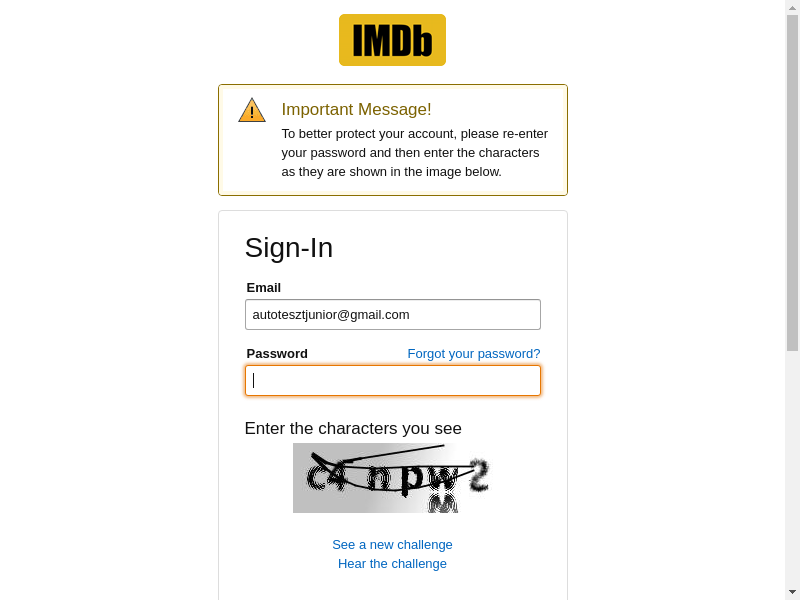 IMDb
Important Message!
To better protect your account, please re-enter
your password and then enter the characters
as they are shown in the image below.
Sign-In
Email
autotesztjunior@gmail.com
Password Forgot your password?
Enter the characters you see
See a new challenge
Hear the challenge